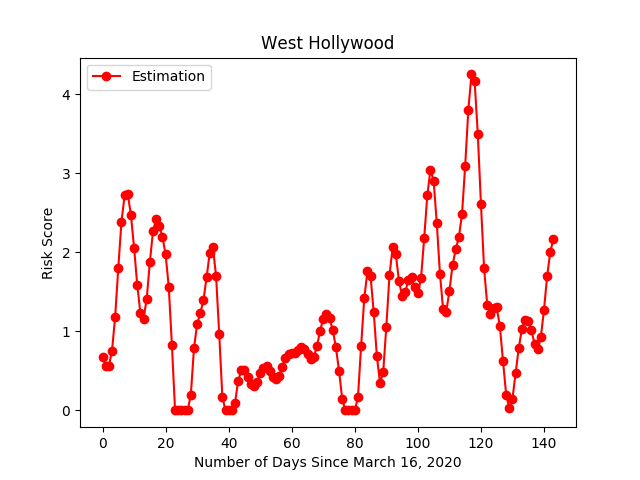 West Hollywood
Estimation
Risk Score
4
3
2
1
0
0 20 40 60 80 100 120 140
Number of Days Since March 16, 2020